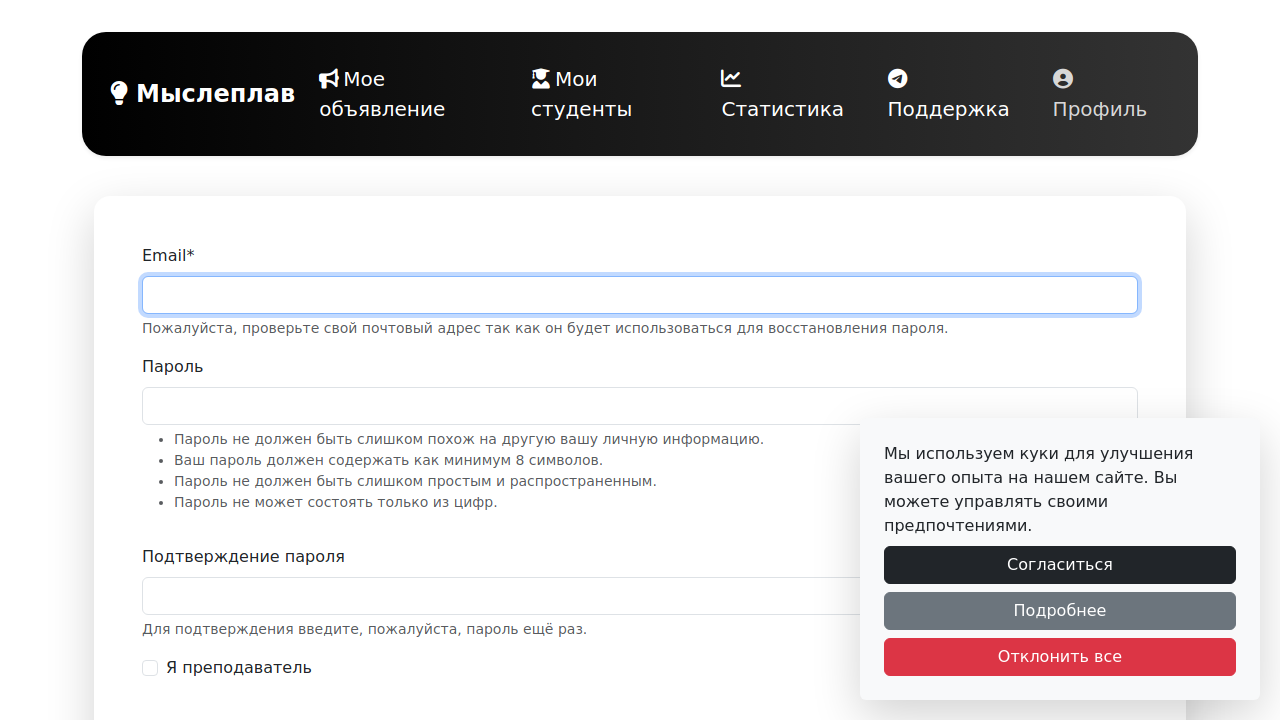 Мыслеплав
Мое
объявление
Мои
студенты
Статистика
Поддержка
Профиль
Email*
Пожалуйста, проверьте свой почтовый адрес так как он будет использоваться для восстановления пароля.
Пароль
Пароль не должен быть слишком похож на другую вашу личную информацию.
Ваш пароль должен содержать как минимум 8 символов.
Пароль не должен быть слишком простым и распространенным.
Пароль не может состоять только из цифр.
Подтверждение пароля
Для подтверждения введите, пожалуйста, пароль ещё раз.
Я преподаватель
Мы используем куки для улучшения
вашего опыта на нашем сайте. Вы
можете управлять своими
предпочтениями.
Согласиться
Подробнее
Отклонить все